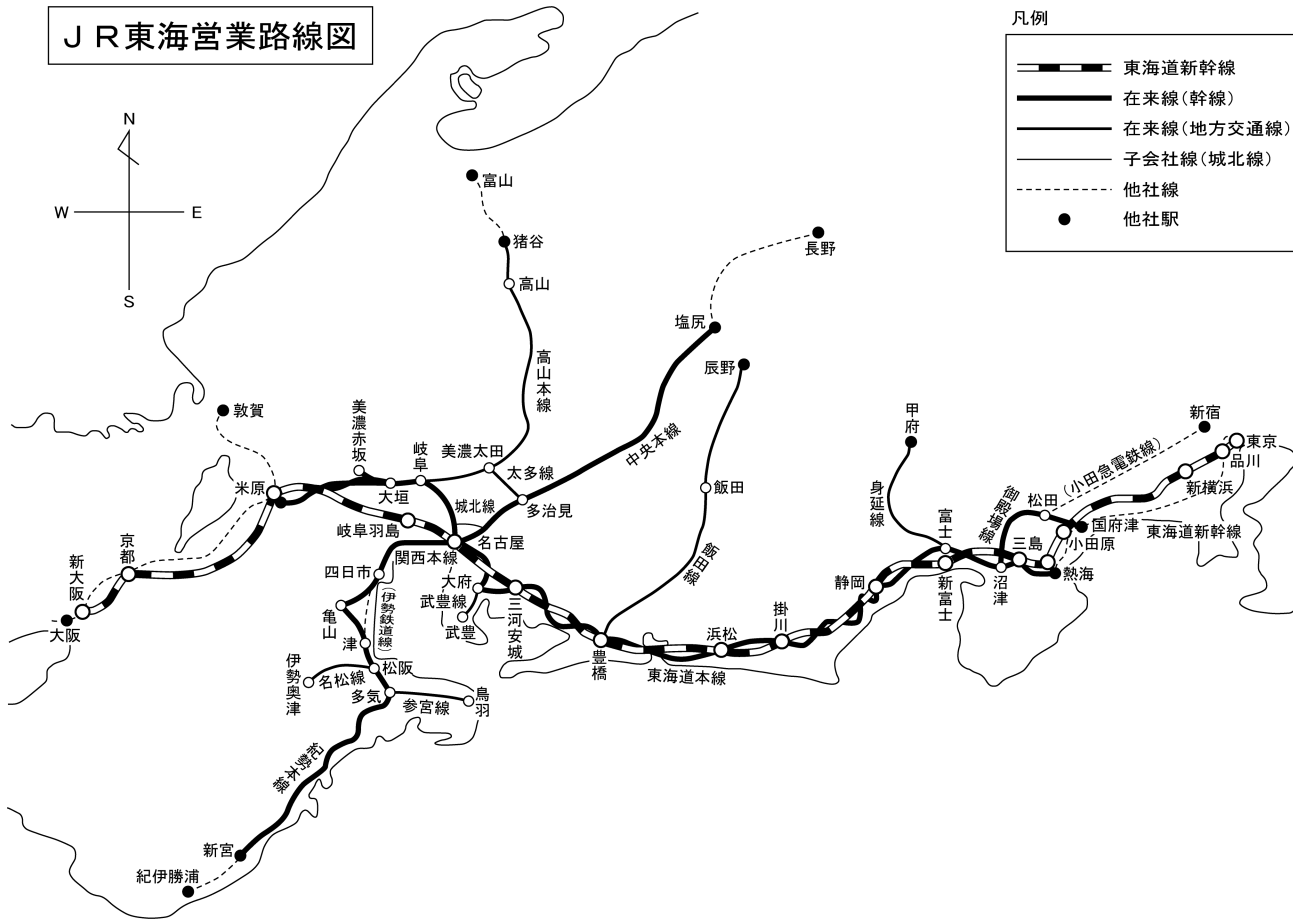 JR東海営業路線図
凡例
東海道新幹線
在来線(幹線)
在来線(地方交通線)
子会社線(城北線)
他社線
他社駅
N
W
E
S
富山
猪谷
高山
高山本線
長野
塩尻
辰野
中央本線
敦賀
美濃赤坂
岐阜
美濃太田
太多線
多治見
米原
大垣
城北線
岐阜羽島
名古屋
関西本線
京都
新大阪
大阪
四日市
(伊勢鉄道線)
亀山
津
大府
武豊線
武豊
三河安城
伊勢奥津
名松線
松阪
多気
参宮線
鳥羽
紀勢本線
新宮
紀伊勝浦
飯田
飯田線
豊橋
東海道本線
浜松
掛川
静岡
甲府
身延線
富士
新富士
沼津
御殿場線
三島
松田
(小田急電鉄線)
国府津
小田原
熱海
新宿
東京
品川
新横浜
東海道新幹線